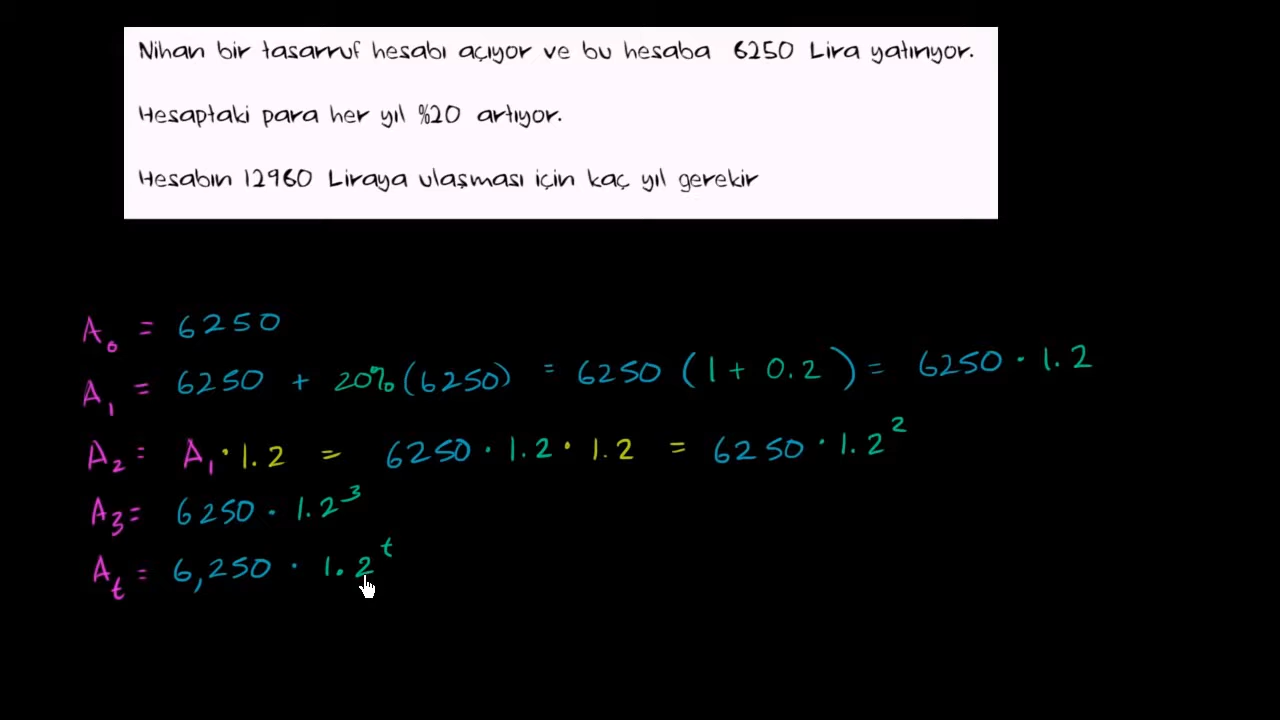 Nihan bir tasarruf hesabı açıyor ve bu hesaba 6250 Lira yatırıyor.
Hesaptaki para her yıl %20 artıyor.
Hesabın 12960 Liraya ulaşması için kaç yıl gerekir
A₀ = 6250
A₁ = 6250 + 20% (6250) = 6250 (1 + 0.2) = 6250 · 1.2
A₂ = A₁ · 1.2 = 6250 · 1.2 · 1.2 = 6250 · 1.2²
A₃ = 6250 · 1.2³
Aₜ = 6,250 · 1.2ᵗ